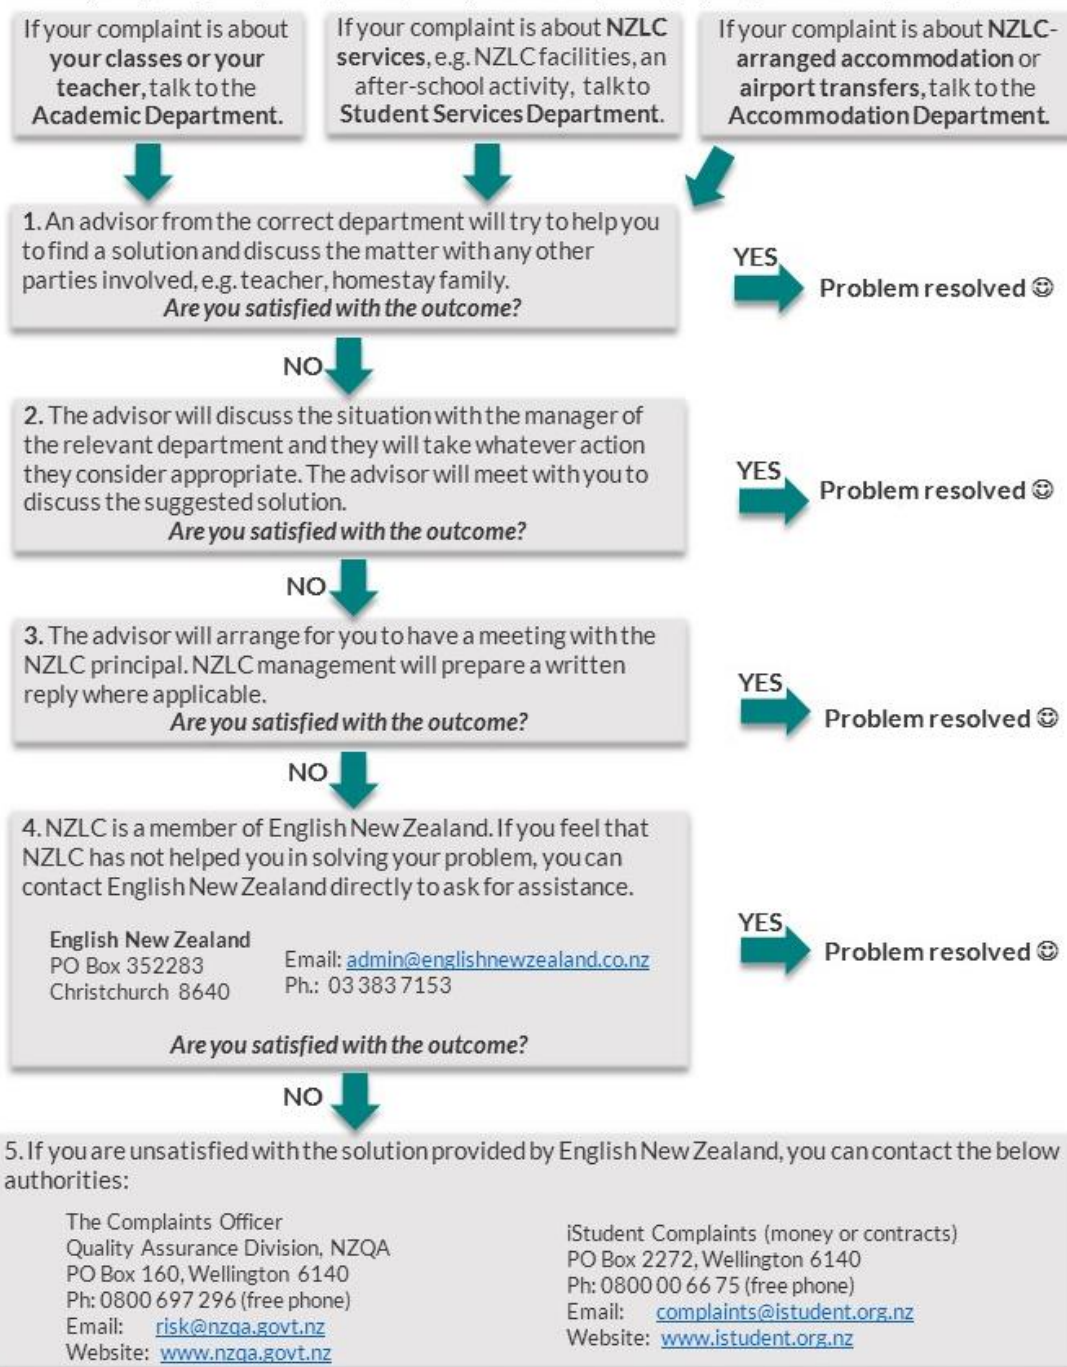 If your complaint is about
your classes or your
teacher, talk to the
Academic Department.
If your complaint is about NZLC
services, e.g. NZLC facilities, an
after-school activity, talk to
Student Services Department.
If your complaint is about NZLC-
arranged accommodation or
airport transfers, talk to the
Accommodation Department.
1. An advisor from the correct department will try to help you
to find a solution and discuss the matter with any other
parties involved, e.g. teacher, homestay family.
Are you satisfied with the outcome?
YES
Problem resolved ☺
NO
2. The advisor will discuss the situation with the manager of
the relevant department and they will take whatever action
they consider appropriate. The advisor will meet with you to
discuss the suggested solution.
Are you satisfied with the outcome?
YES
Problem resolved ☺
NO
3. The advisor will arrange for you to have a meeting with the
NZLC principal. NZLC management will prepare a written
reply where applicable.
Are you satisfied with the outcome?
YES
Problem resolved ☺
NO
4. NZLC is a member of English New Zealand. If you feel that
NZLC has not helped you in solving your problem, you can
contact English New Zealand directly to ask for assistance.
English New Zealand
PO Box 352283
Christchurch 8640
Email: admin@englishnewzealand.co.nz
Ph.: 03 383 7153
Are you satisfied with the outcome?
YES
Problem resolved ☺
NO
5. If you are unsatisfied with the solution provided by English New Zealand, you can contact the below
authorities:
The Complaints Officer
Quality Assurance Division, NZQA
PO Box 160, Wellington 6140
Ph: 0800 697 296 (free phone)
Email: risk@nzqa.govt.nz
Website: www.nzqa.govt.nz
iStudent Complaints (money or contracts)
PO Box 2272, Wellington 6140
Ph: 0800 00 66 75 (free phone)
Email: complaints@istudent.org.nz
Website: www.istudent.org.nz